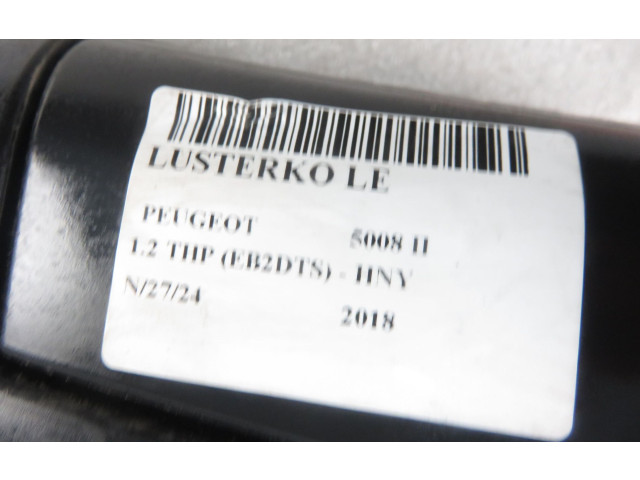 LUSTERKO LE
PEUGEOT 5008 II
1.2 THP (EB2DTS) - HNY
N/27/24 2018